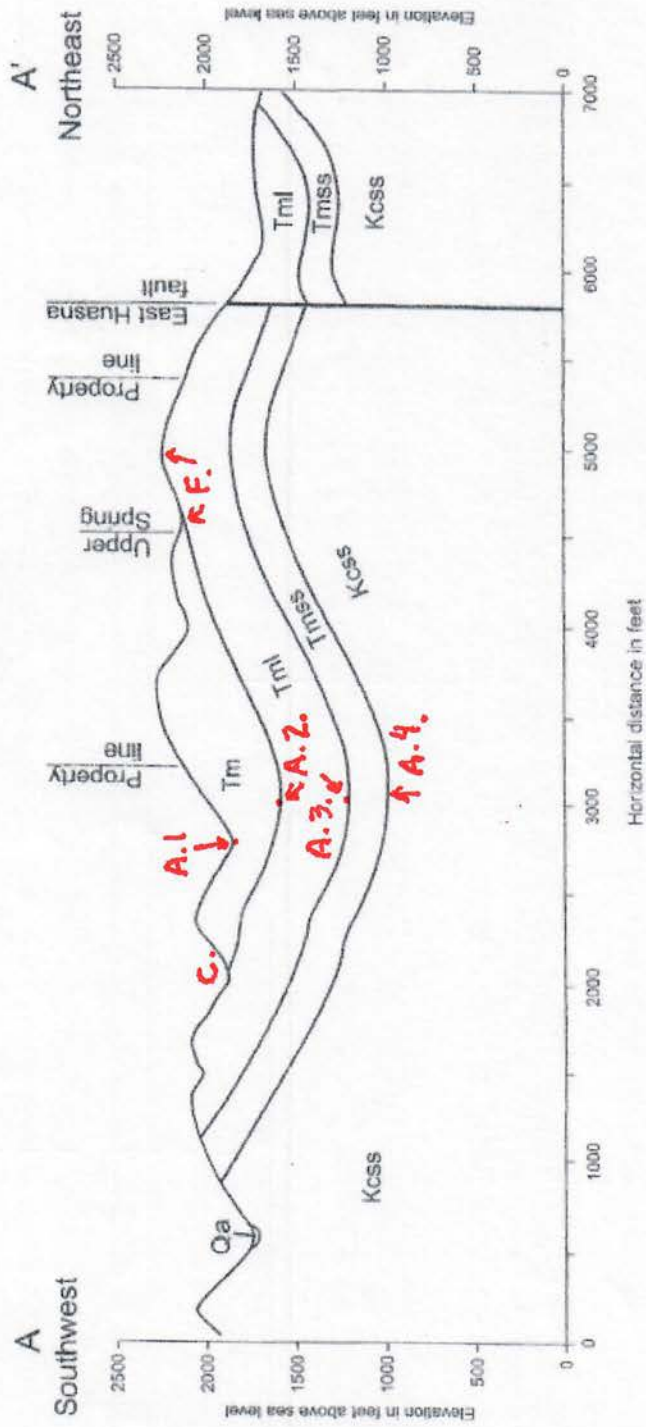 A
Southwest
A'
Northeast
Elevation in feet above sea level
2500
2000
1500
1000
500
0
Elevation in feet above sea level
2500
2000
1500
1000
500
0
Property
line
Upper
Spring
Property
line
East Huasna
fault
Qa
C.
A.1
Tm
F.
A.2.
A.3.
A.4.
Tml
Tmss
Kcss
Kcss
Tml
Tmss
Kcss
0
1000
2000
3000
4000
5000
6000
7000
Horizontal distance in feet